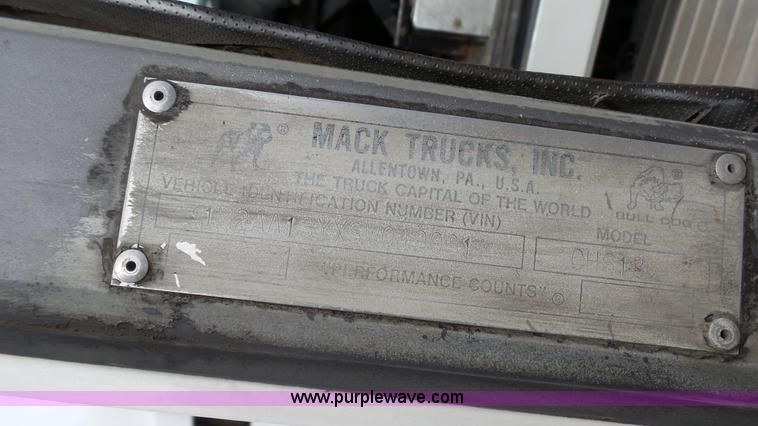 ® MACK TRUCKS, INC.
ALLENTOWN, PA., U.S.A.
THE TRUCK CAPITAL OF THE WORLD ®
BULL DOG
VEHICLE IDENTIFICATION NUMBER (VIN) MODEL
"PERFORMANCE COUNTS" ®
www.purplewave.com